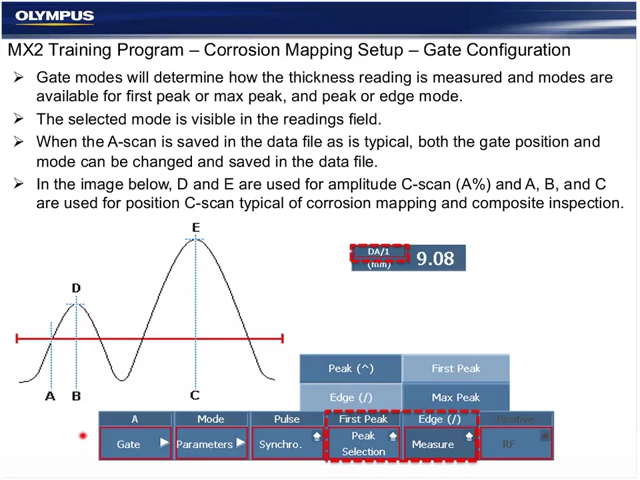 OLYMPUS
MX2 Training Program – Corrosion Mapping Setup – Gate Configuration
Gate modes will determine how the thickness reading is measured and modes are
available for first peak or max peak, and peak or edge mode.
The selected mode is visible in the readings field.
When the A-scan is saved in the data file as is typical, both the gate position and
mode can be changed and saved in the data file.
In the image below, D and E are used for amplitude C-scan (A%) and A, B, and C
are used for position C-scan typical of corrosion mapping and composite inspection.
E
D
A B C
DA/1
(mm)
9.08
Peak (^) First Peak
Edge (/) Max Peak
A Mode Pulse First Peak Edge (/) Positive
Gate Parameters Synchro. Peak Selection Measure RF